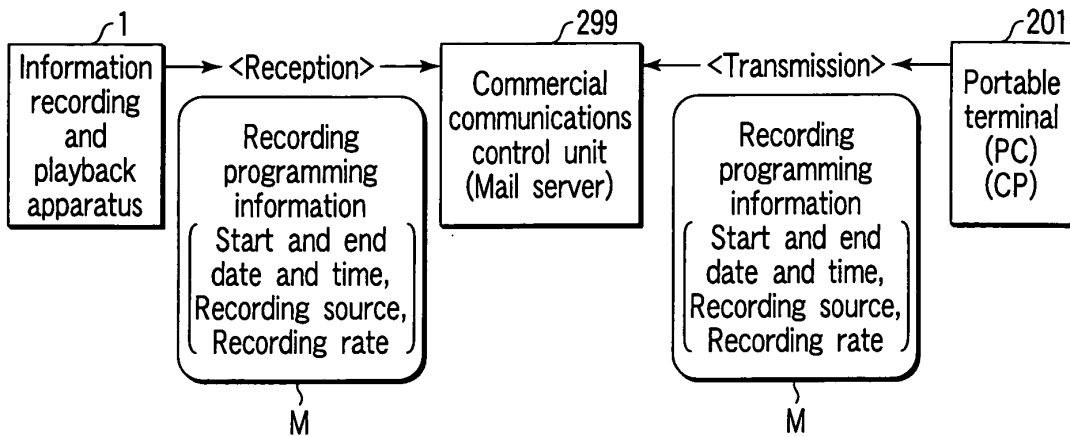 1
Information
recording
and
playback
apparatus
<Reception>
Recording
programming
information
Start and end
date and time,
Recording source,
Recording rate
M
299
Commercial
communications
control unit
(Mail server)
<Transmission>
Recording
programming
information
Start and end
date and time,
Recording source,
Recording rate
M
201
Portable
terminal
(PC)
(CP)